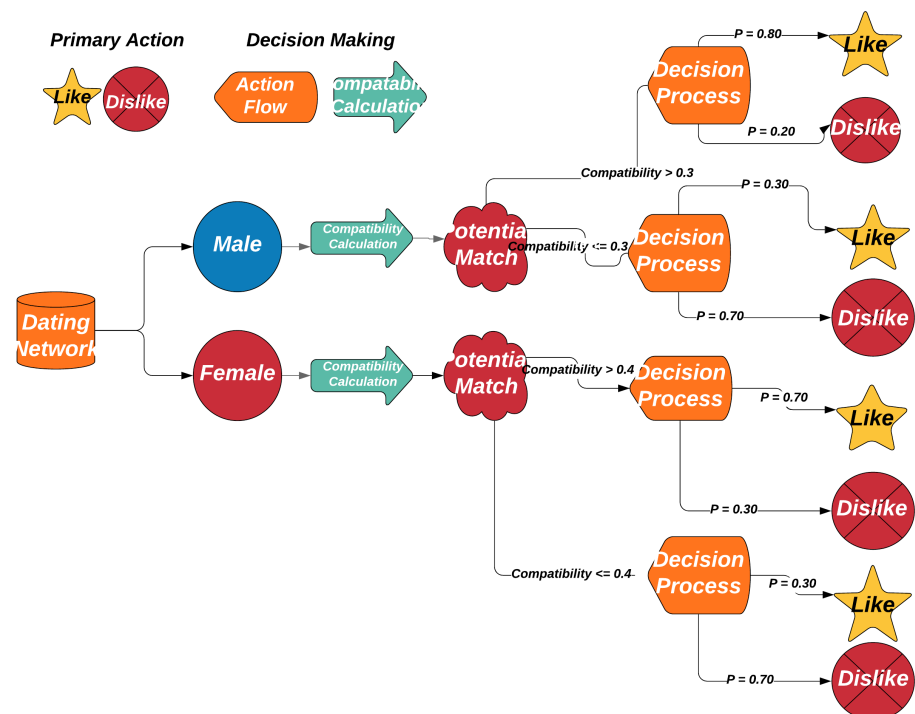 Primary Action
Decision Making
Like
Dislike
Action
Flow
ompatabil
Calculation
Dating
Network
Male
Female
Compatibility
Calculation
Compatibility
Calculation
Potential
Match
Potential
Match
Compatibility > 0.3
Compatibility <= 0.3
Compatibility > 0.4
Compatibility <= 0.4
Decision
Process
P = 0.80
Like
P = 0.20
Dislike
Decision
Process
P = 0.30
Like
P = 0.70
Dislike
Decision
Process
P = 0.70
Like
P = 0.30
Dislike
Decision
Process
P = 0.30
Like
P = 0.70
Dislike